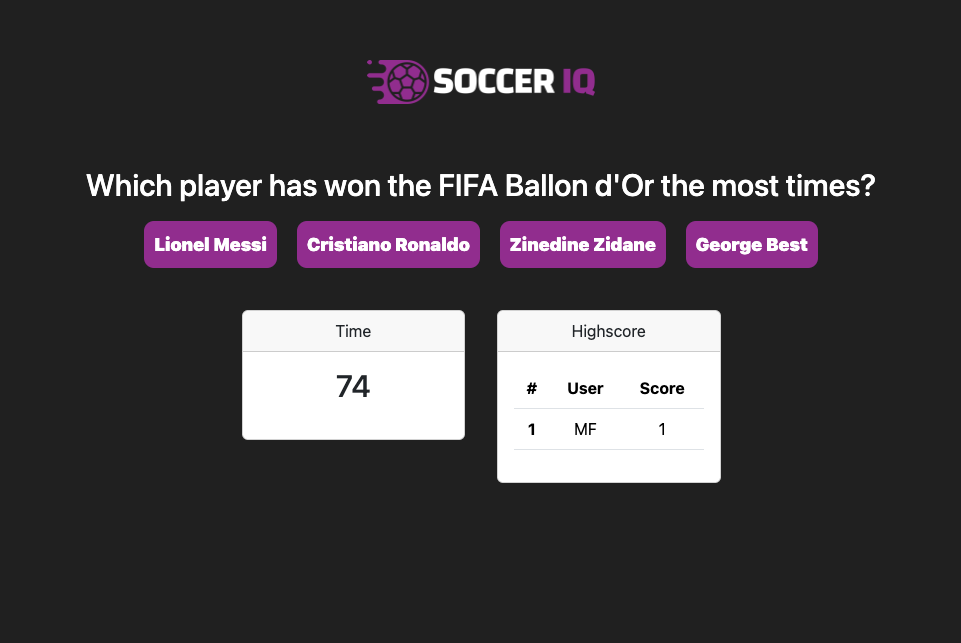 SOCCER IQ
Which player has won the FIFA Ballon d'Or the most times?
Lionel Messi Cristiano Ronaldo Zinedine Zidane George Best
Time
74
Highscore
# User Score
1 MF 1